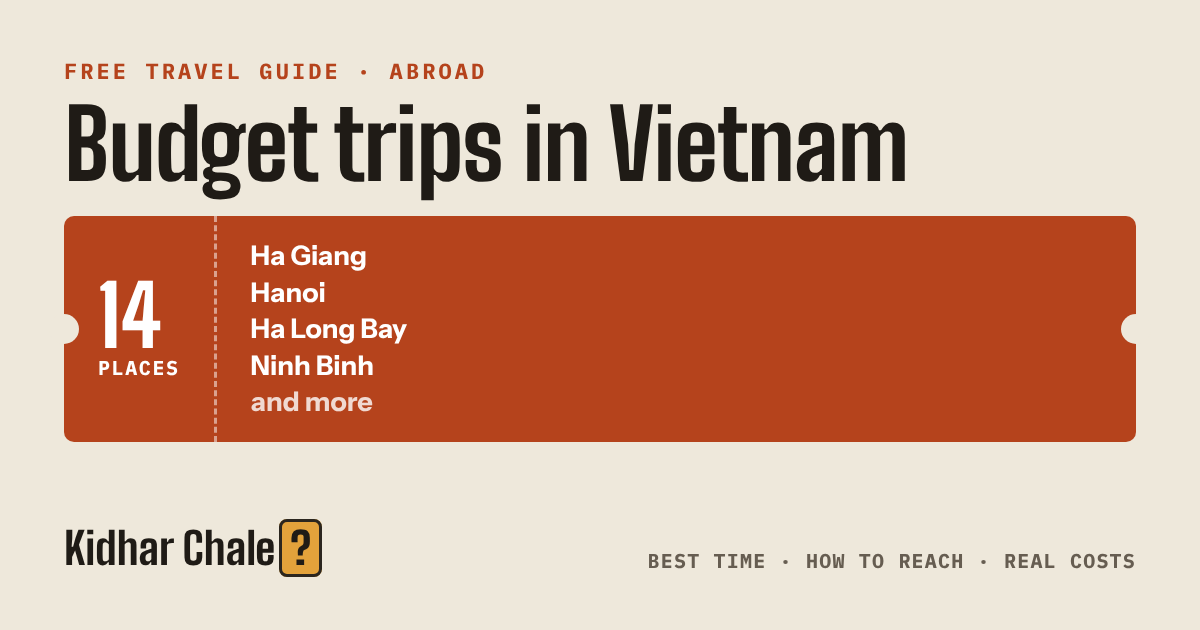 FREE TRAVEL GUIDE · ABROAD
Budget trips in Vietnam
14
PLACES
Ha Giang
Hanoi
Ha Long Bay
Ninh Binh
and more
Kidhar Chale ?
BEST TIME · HOW TO REACH · REAL COSTS